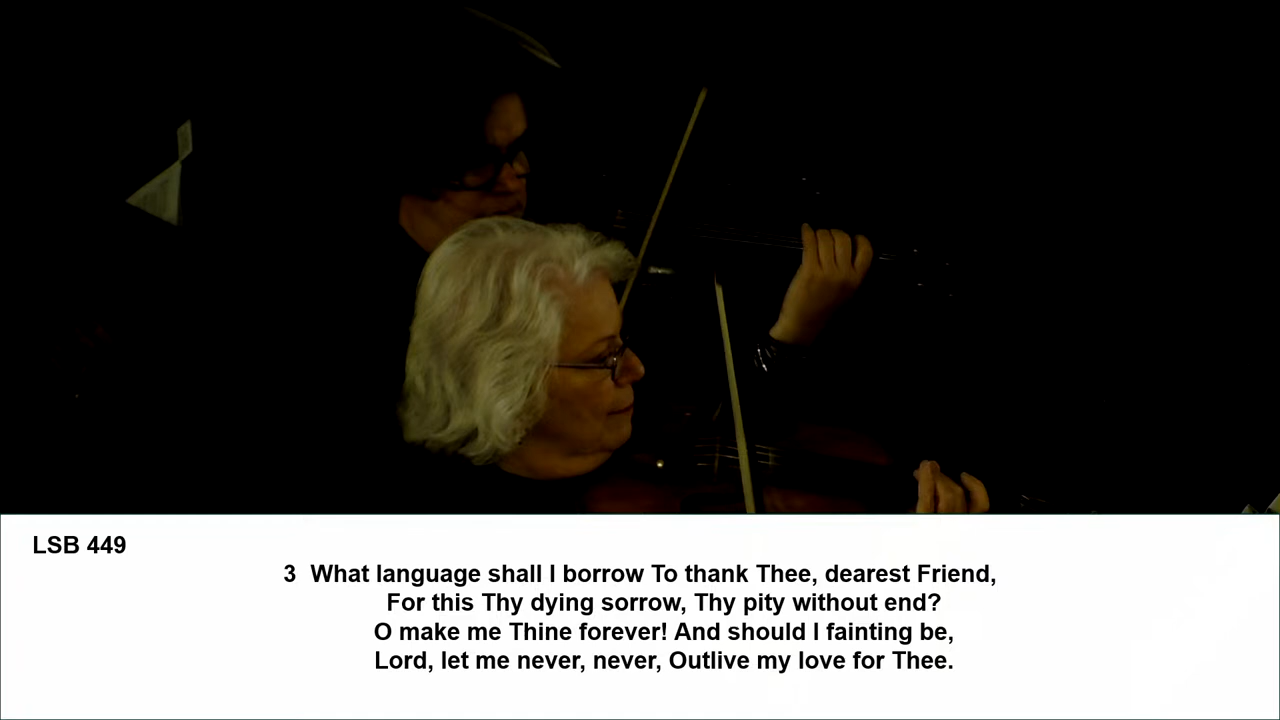 LSB 449
3 What language shall I borrow To thank Thee, dearest Friend,
For this Thy dying sorrow, Thy pity without end?
O make me Thine forever! And should I fainting be,
Lord, let me never, never, Outlive my love for Thee.